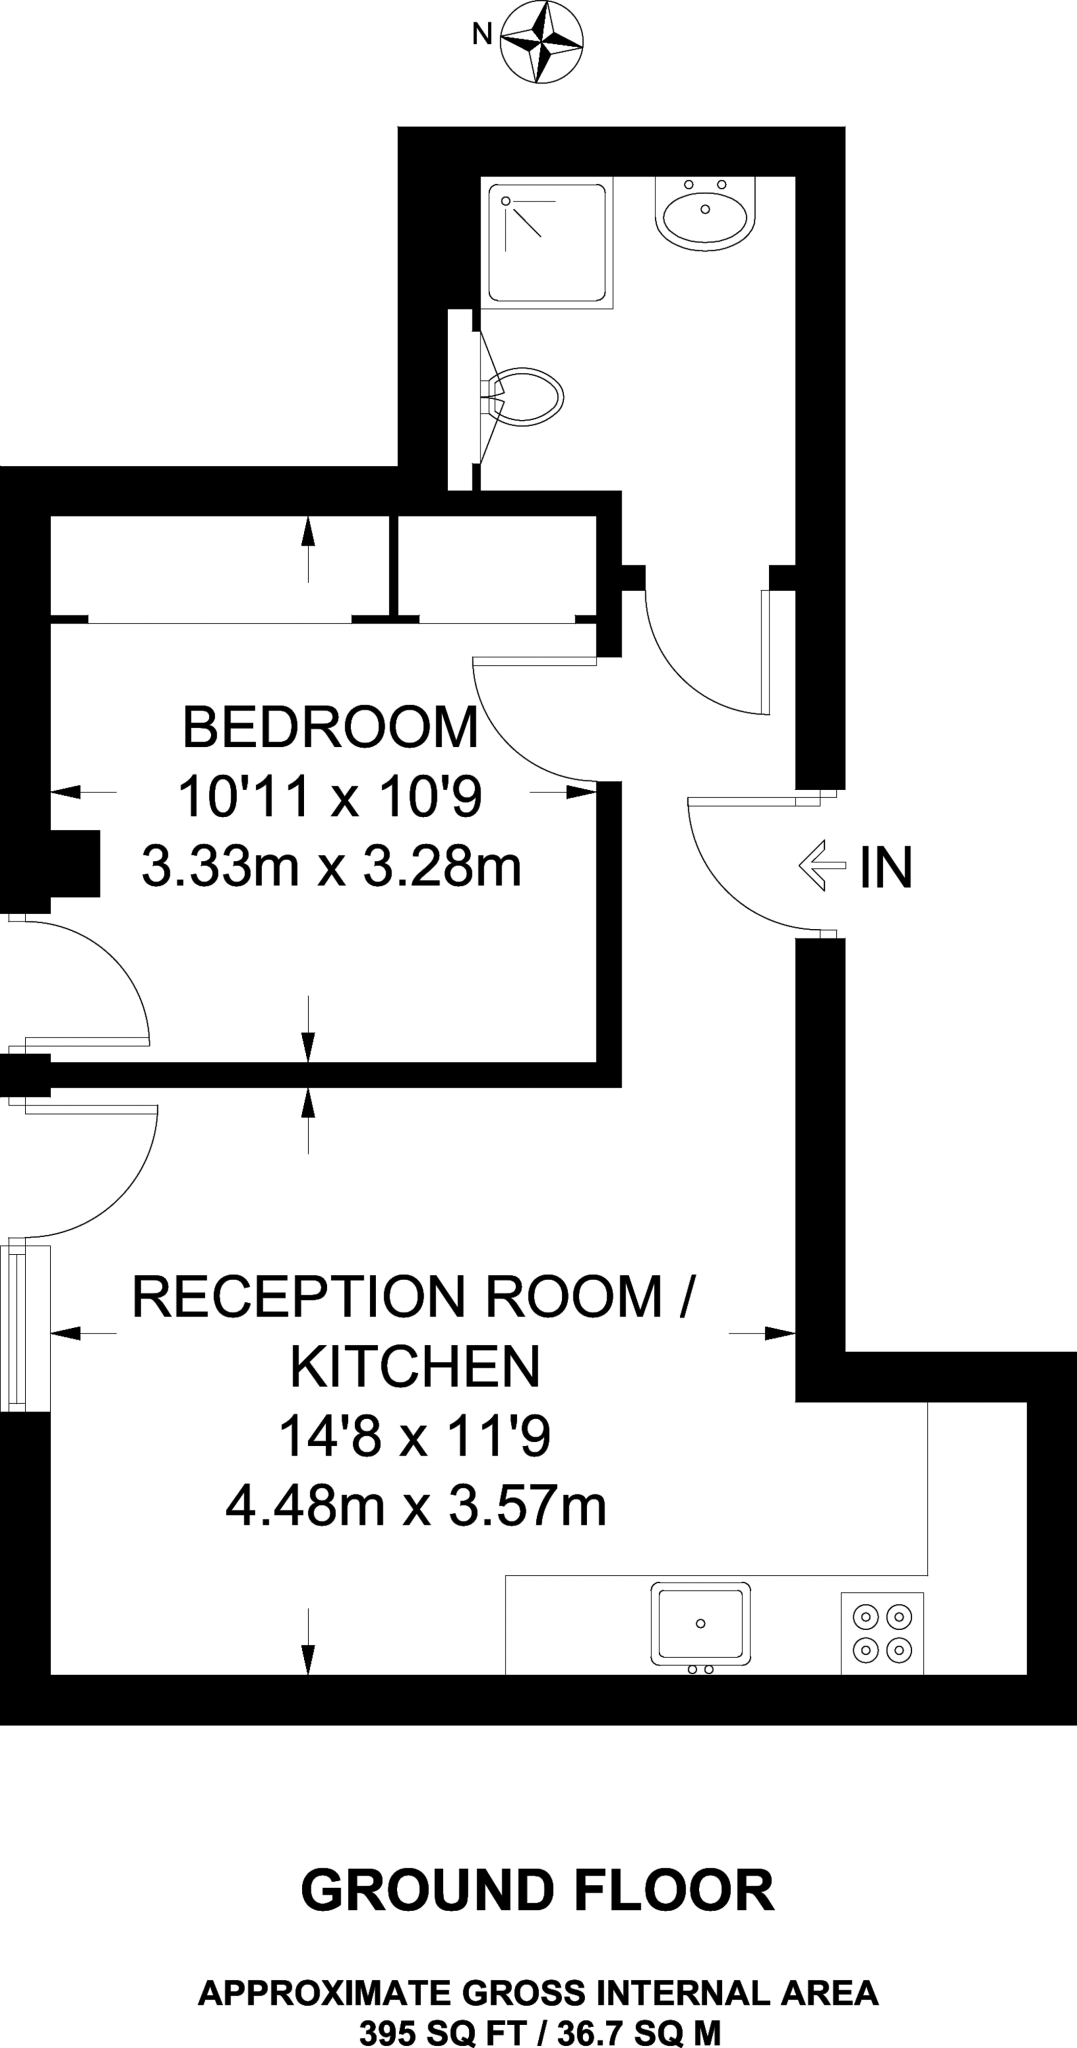 N
BEDROOM
10'11 x 10'9
3.33m x 3.28m
IN
RECEPTION ROOM /
KITCHEN
14'8 x 11'9
4.48m x 3.57m
GROUND FLOOR
APPROXIMATE GROSS INTERNAL AREA
395 SQ FT / 36.7 SQ M